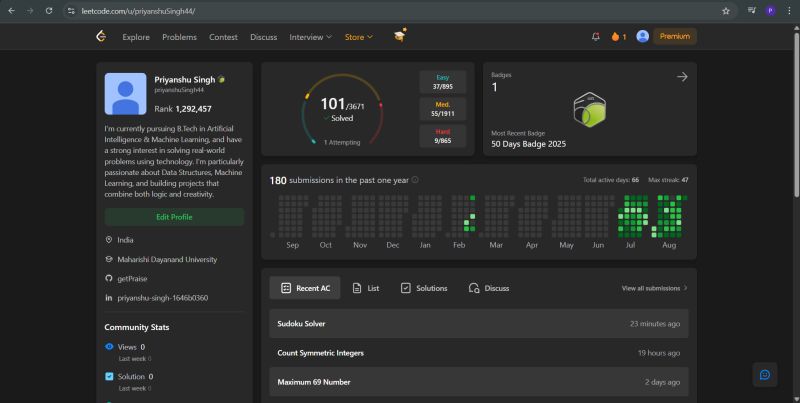 leetcode.com/u/priyanshuSingh44/
Explore Problems Contest Discuss Interview Store
1 Premium
Priyanshu Singh
priyanshuSingh44
Rank 1,292,457
I'm currently pursuing B.Tech in Artificial
Intelligence & Machine Learning, and have
a strong interest in solving real-world
problems using technology. I'm particularly
passionate about Data Structures, Machine
Learning, and building projects that
combine both logic and creativity.
Edit Profile
India
Maharishi Dayanand University
getPraise
priyanshu-singh-1646b0360
Community Stats
Views 0
Last week 0
Solution 0
Last week 0
101/3671
Solved
1 Attempting
Easy
37/895
Med.
55/1911
Hard
9/865
Badges
1
Most Recent Badge
50 Days Badge 2025
180 submissions in the past one year
Total active days: 66 Max streak: 47
Sep Oct Nov Dec Jan Feb Mar Apr May Jun Jul Aug
Recent AC List Solutions Discuss View all submissions
Sudoku Solver 23 minutes ago
Count Symmetric Integers 19 hours ago
Maximum 69 Number 2 days ago